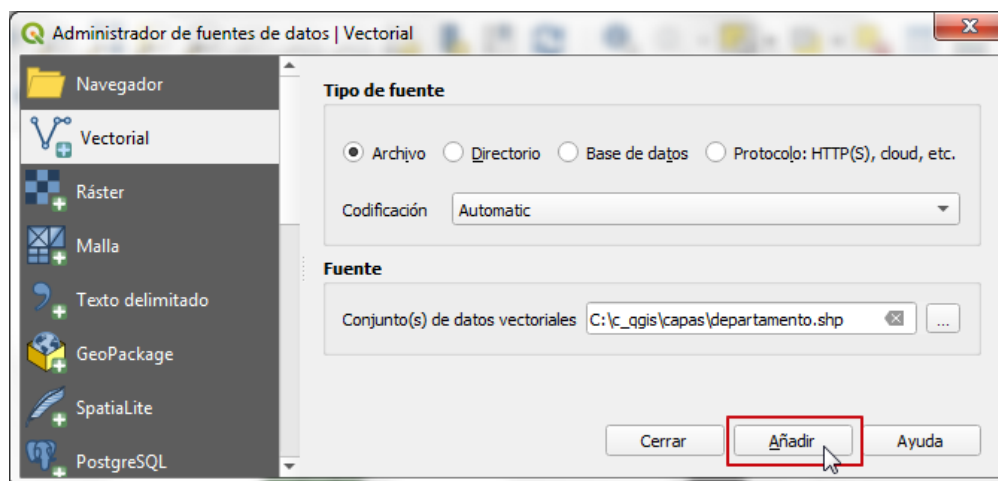 Administrador de fuentes de datos | Vectorial
Navegador
Vectorial
Ráster
Malla
Texto delimitado
GeoPackage
SpatiaLite
PostgreSQL
Tipo de fuente
Archivo Directorio Base de datos Protocolo: HTTP(S), cloud, etc.
Codificación Automatic
Fuente
Conjunto(s) de datos vectoriales C:\c_qgis\capas\departamento.shp ...
Cerrar Añadir Ayuda